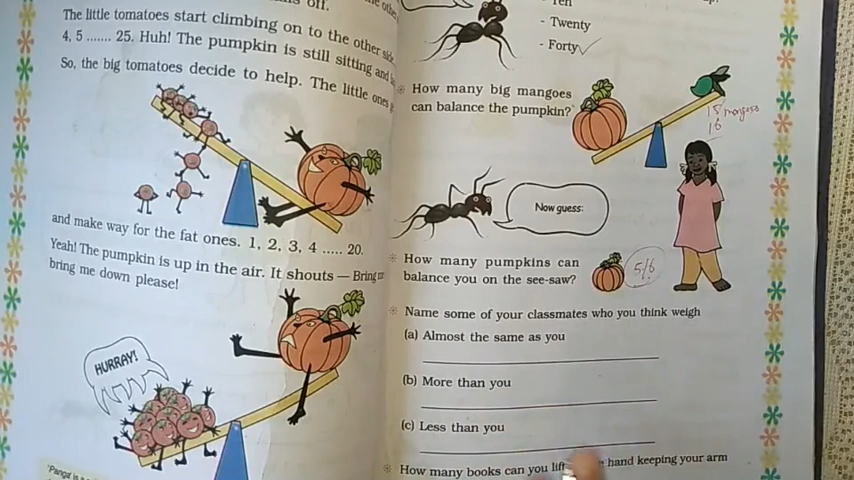 off.
The little tomatoes start climbing on to the other side.
4, 5 ....... 25. Huh! The pumpkin is still sitting and
So, the big tomatoes decide to help. The little ones
and make way for the fat ones. 1, 2, 3, 4 ..... 20.
Yeah! The pumpkin is up in the air. It shouts — Bring me
bring me down please!
HURRAY!
- Ten
- Twenty
- Forty
How many big mangoes
can balance the pumpkin?
15 mangoes
16
Now guess:
How many pumpkins can
balance you on the see-saw?
5/6
Name some of your classmates who you think weigh
(a) Almost the same as you
(b) More than you
(c) Less than you
How many books can you lift hand keeping your arm